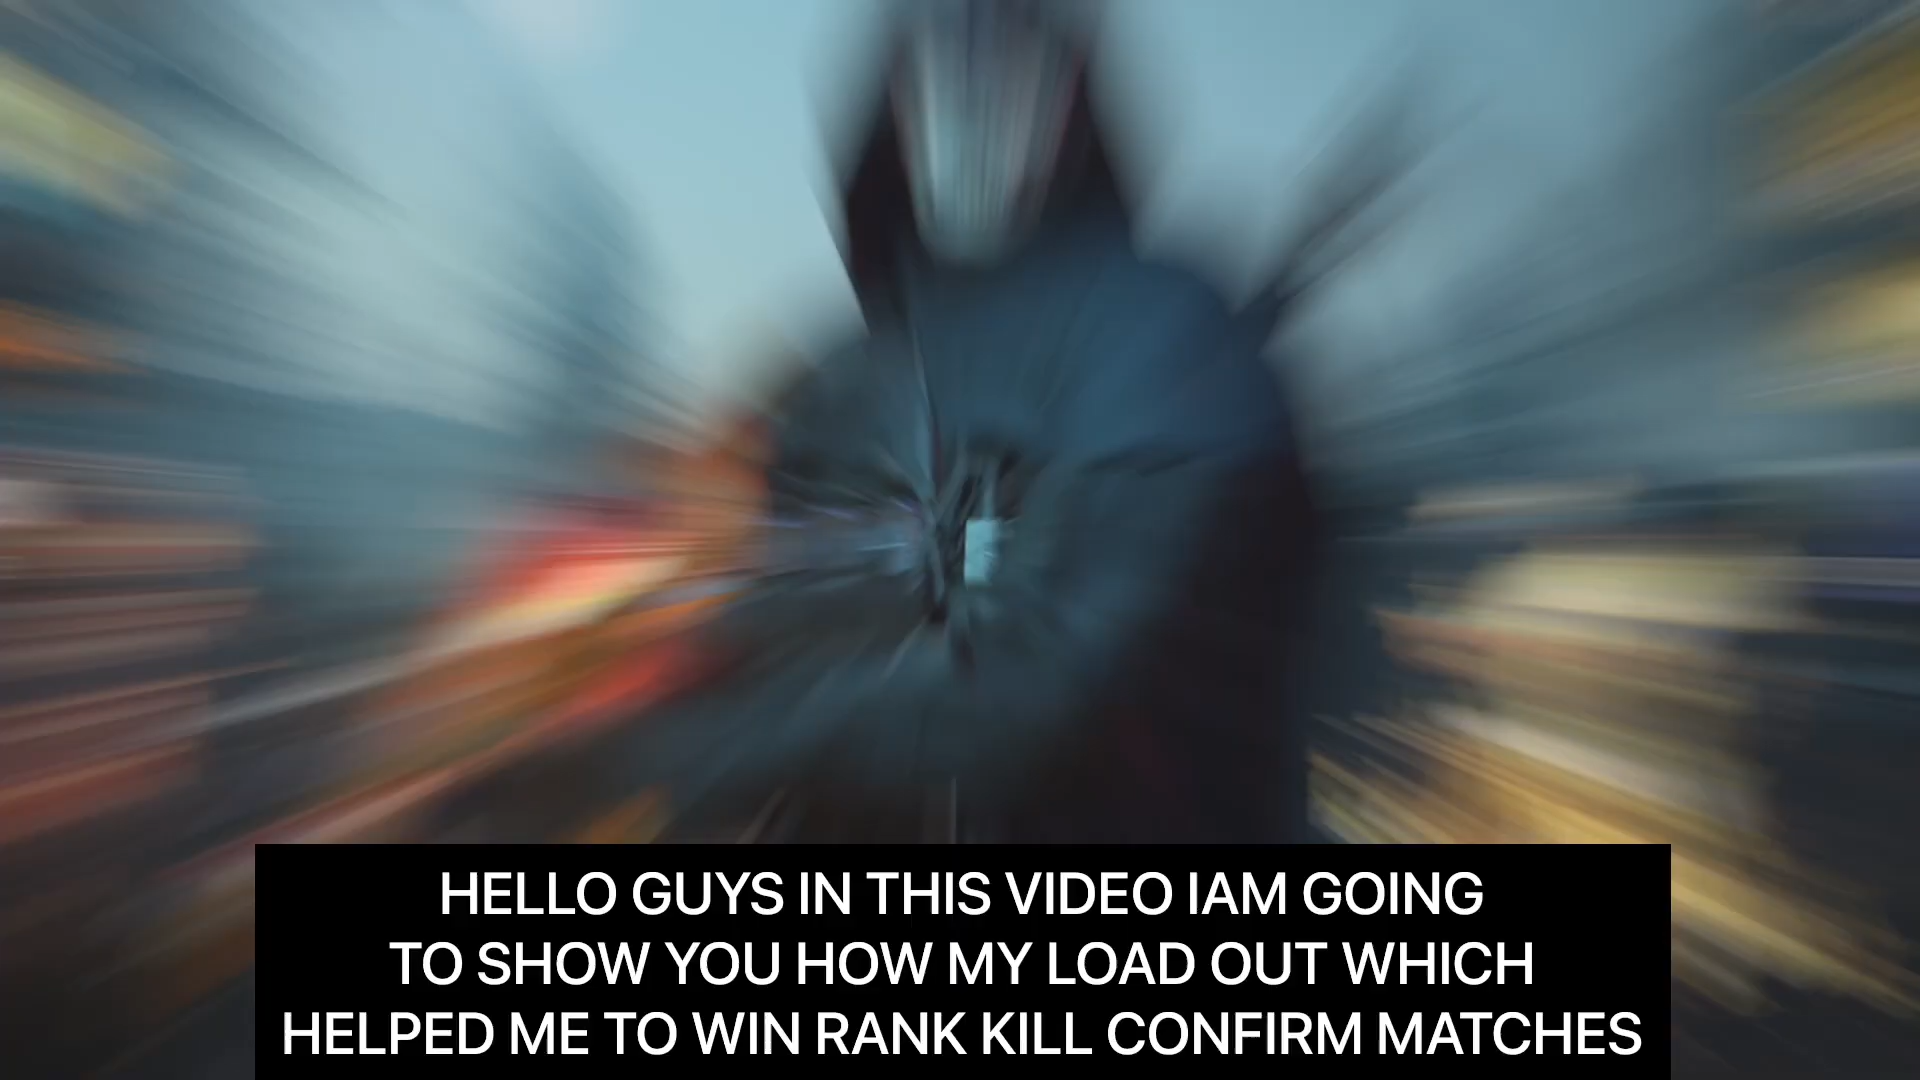 HELLO GUYS IN THIS VIDEO IAM GOING
TO SHOW YOU HOW MY LOAD OUT WHICH
HELPED ME TO WIN RANK KILL CONFIRM MATCHES